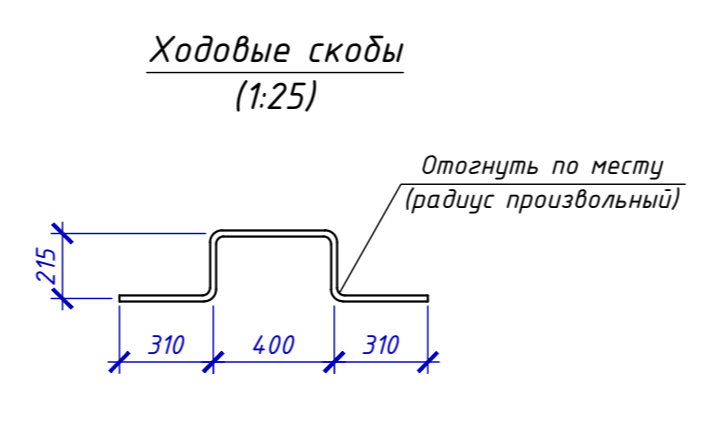 Ходовые скобы
(1:25)
Отогнуть по месту
(радиус произвольный)
215
310
400
310